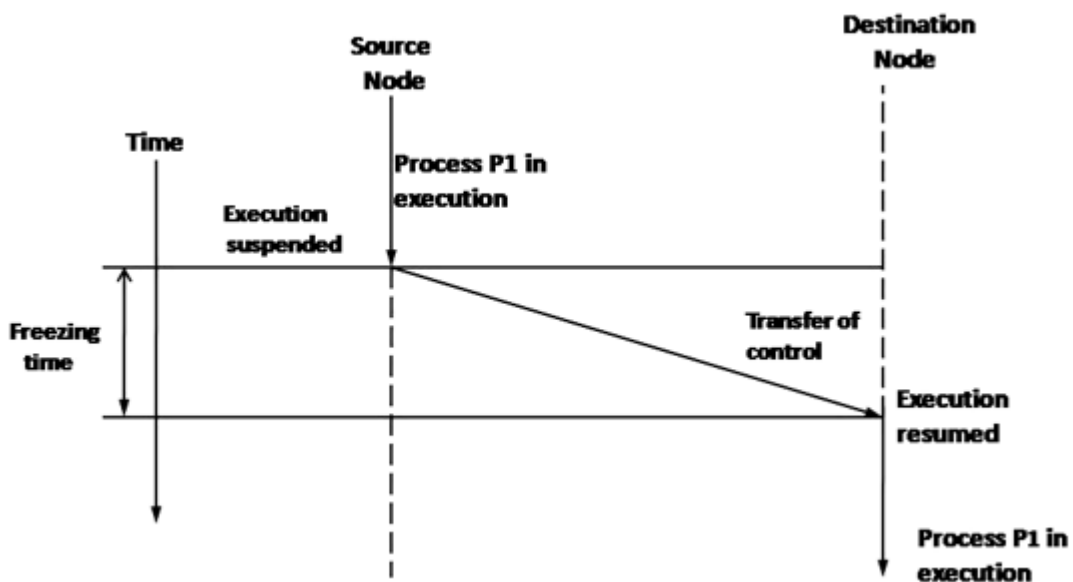 Source
Node
Destination
Node
Time
Process P1 in
execution
Execution
suspended
Freezing
time
Transfer of
control
Execution
resumed
Process P1 in
execution